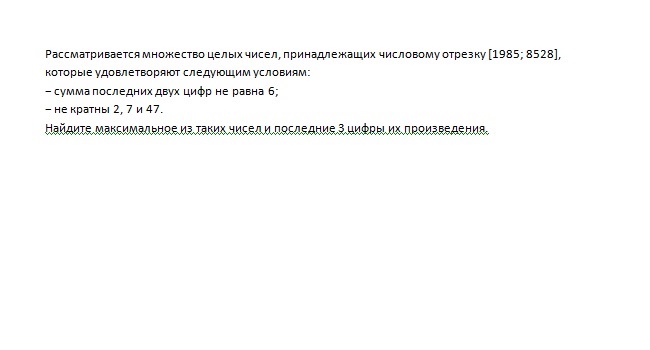 Рассматривается множество целых чисел, принадлежащих числовому отрезку [1985; 8528],
которые удовлетворяют следующим условиям:
− сумма последних двух цифр не равна 6;
− не кратны 2, 7 и 47.
Найдите максимальное из таких чисел и последние 3 цифры их произведения.